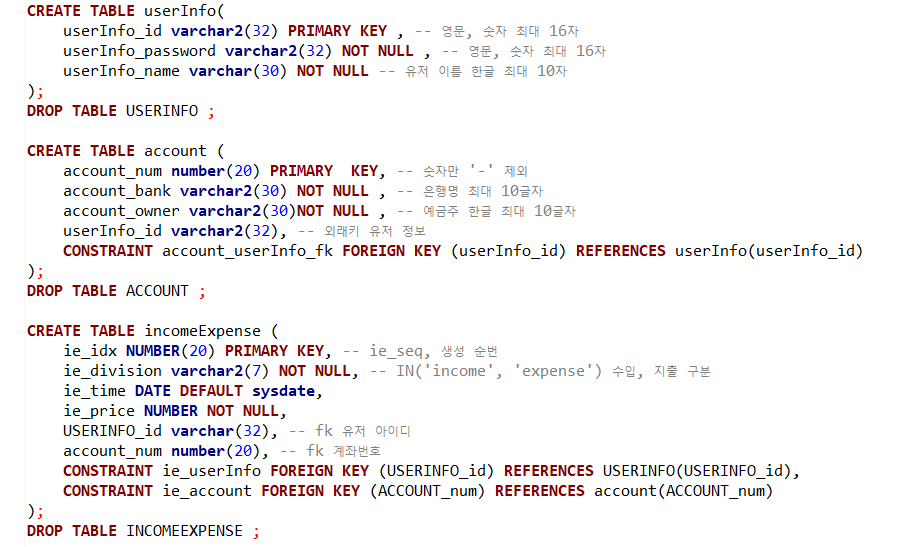 CREATE TABLE userInfo(
    userInfo_id varchar2(32) PRIMARY KEY , -- 영문, 숫자 최대 16자
    userInfo_password varchar2(32) NOT NULL , -- 영문, 숫자 최대 16자
    userInfo_name varchar(30) NOT NULL -- 유저 이름 한글 최대 10자
);
DROP TABLE USERINFO ;

CREATE TABLE account (
    account_num number(20) PRIMARY  KEY, -- 숫자만 '-' 제외
    account_bank varchar2(30) NOT NULL , -- 은행명 최대 10글자
    account_owner varchar2(30)NOT NULL , -- 예금주 한글 최대 10글자
    userInfo_id varchar2(32), -- 외래키 유저 정보
    CONSTRAINT account_userInfo_fk FOREIGN KEY (userInfo_id) REFERENCES userInfo(userInfo_id)
);
DROP TABLE ACCOUNT ;

CREATE TABLE incomeExpense (
    ie_idx NUMBER(20) PRIMARY KEY, -- ie_seq, 생성 순번
    ie_division varchar2(7) NOT NULL, -- IN('income', 'expense') 수입, 지출 구분
    ie_time DATE DEFAULT sysdate,
    ie_price NUMBER NOT NULL,
    USERINFO_id varchar(32), -- fk 유저 아이디
    account_num number(20), -- fk 계좌번호
    CONSTRAINT ie_userInfo FOREIGN KEY (USERINFO_id) REFERENCES USERINFO(USERINFO_id),
    CONSTRAINT ie_account FOREIGN KEY (ACCOUNT_num) REFERENCES account(ACCOUNT_num)
);
DROP TABLE INCOMEEXPENSE ;